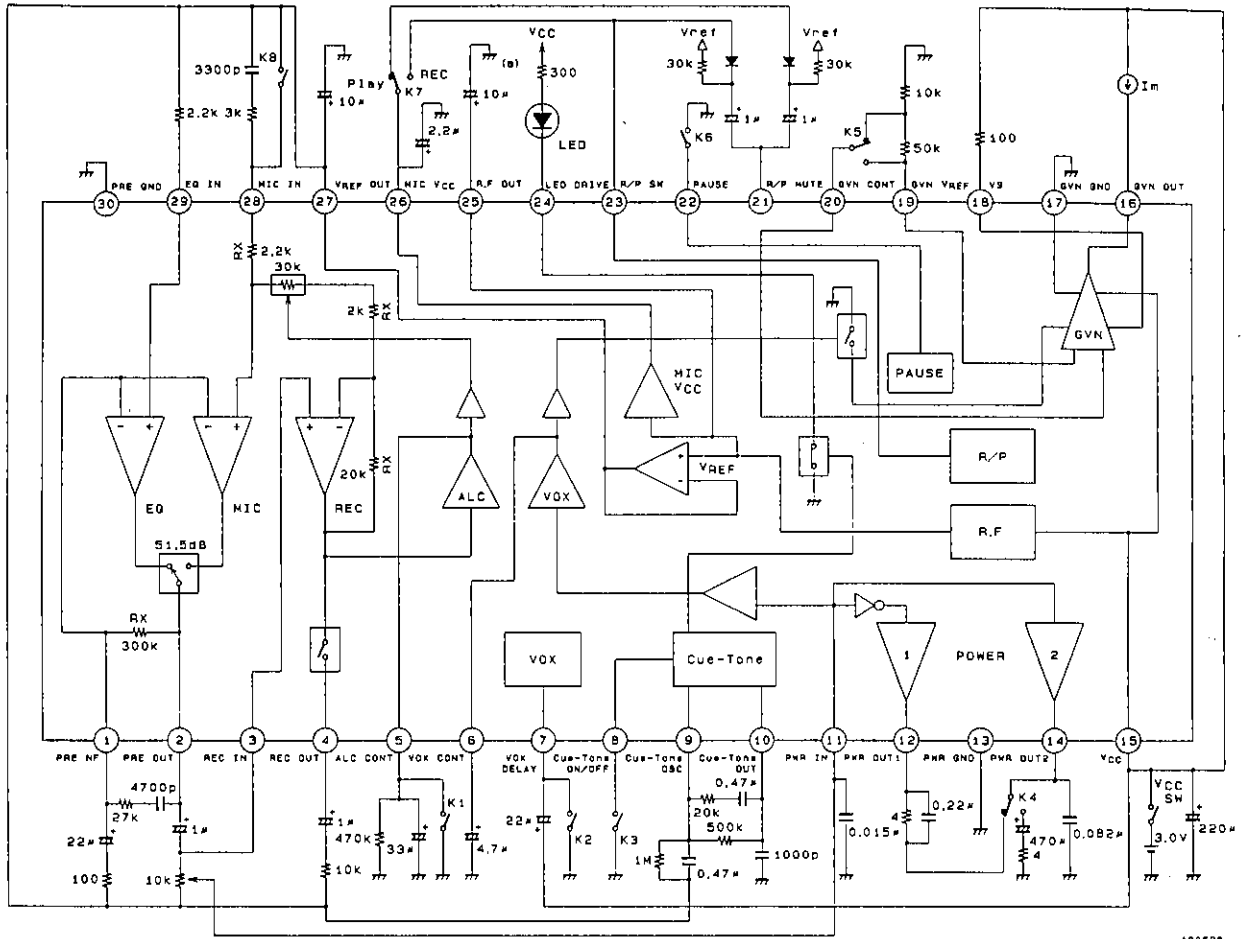 K8
3300p
2.2k
3k
10μ
Play
REC
K7
2.2μ
(a)
10μ
VCC
300
LED
Vref
30k
1μ
1μ
Vref
30k
K6
K5
10k
50k
100
Im
PRE GND
EQ IN
MIC IN
VREF OUT
MIC VCC
R.F OUT
LED DRIVE
R/P SW
PAUSE
R/P MUTE
GVN CONT
GVN VREF
VS
GVN GND
GVN OUT
30
29
28
27
26
25
24
23
22
21
20
19
18
17
16
RX
2.2k
30k
2k
RX
MIC VCC
PAUSE
GVN
R/P
R.F
VREF
20k
RX
EQ
MIC
REC
ALC
VOX
51.5dB
RX
300k
VOX
Cue-Tone
1
POWER
2
1
2
3
4
5
6
7
8
9
10
11
12
13
14
15
PRE NF
PRE OUT
REC IN
REC OUT
ALC CONT
VOX CONT
VOX DELAY
Cue-Tone ON/OFF
Cue-Tone OSC
Cue-Tone OUT
PWR IN
PWR OUT1
PWR GND
PWR OUT2
VCC
4700p
27k
22μ
1μ
100
10k
1μ
10k
470K
33μ
K1
4.7μ
22μ
K2
K3
0.47μ
20k
500k
1M
0.47μ
1000p
0.015μ
4
0.22μ
K4
470μ
4
0.082μ
VCC SW
3.0V
220μ